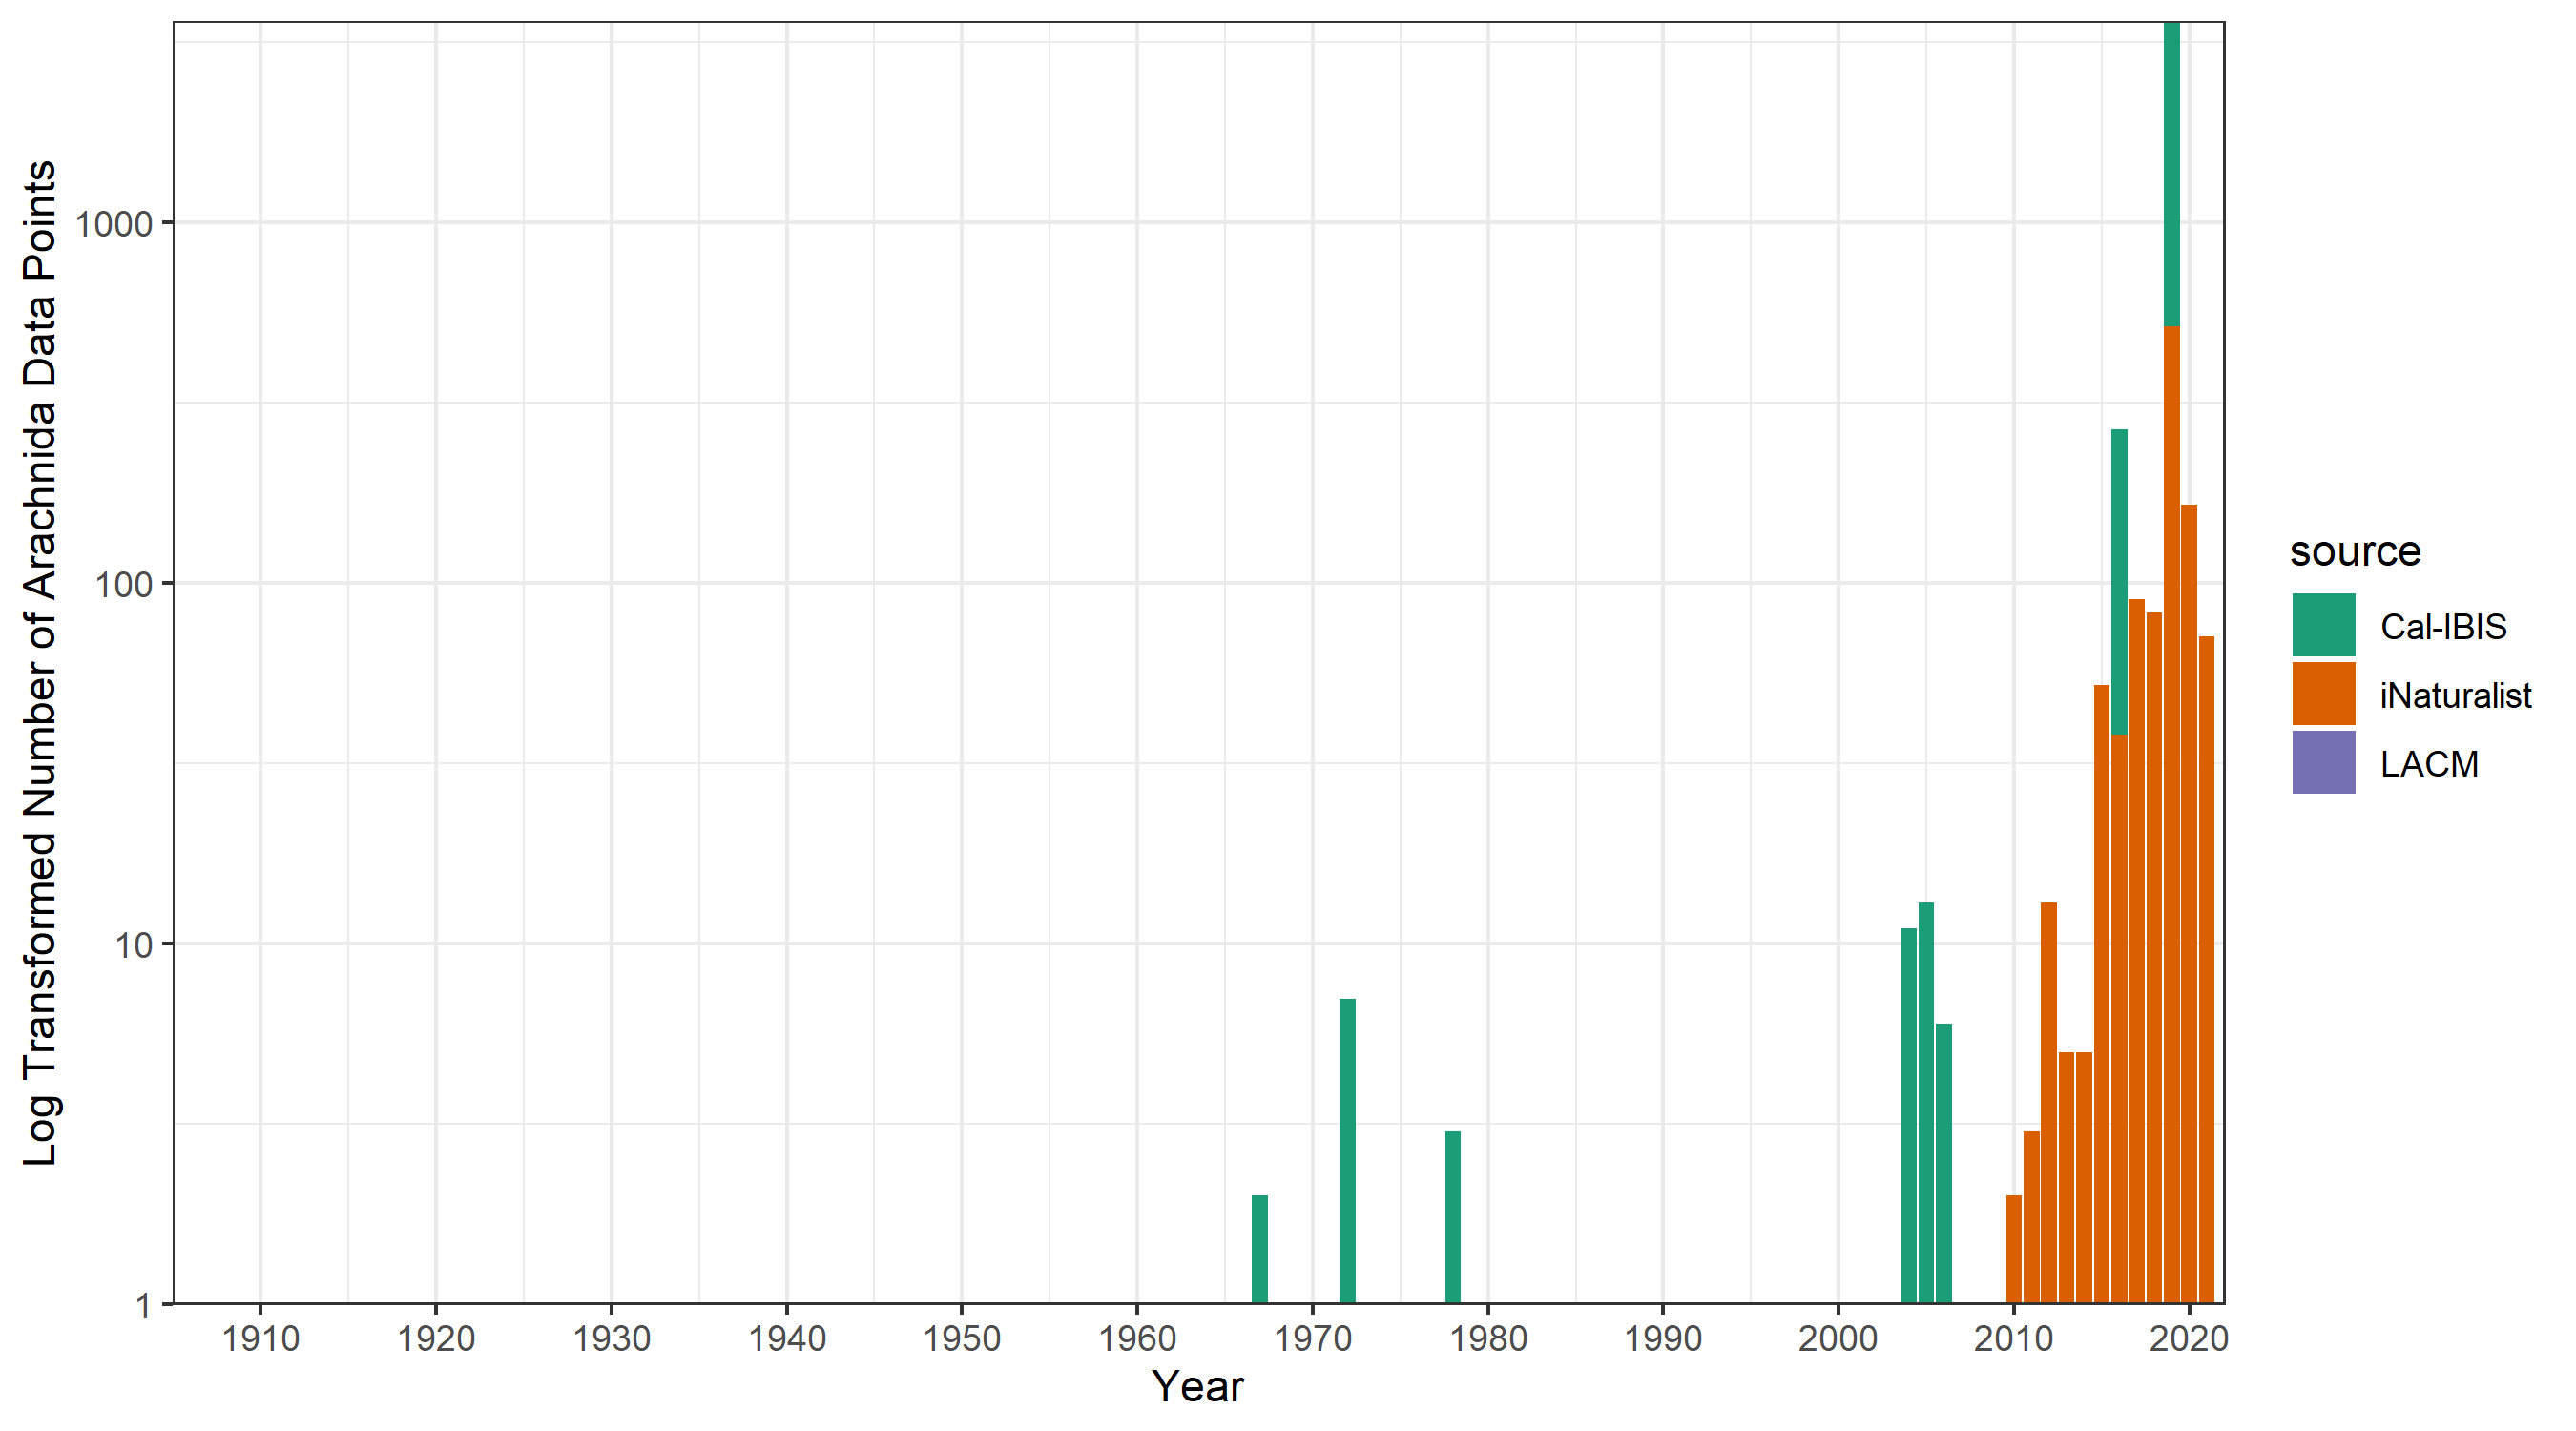 Log Transformed Number of Arachnida Data Points
1000
100
10
1
1910 1920 1930 1940 1950 1960 1970 1980 1990 2000 2010 2020
Year
source
Cal-IBIS
iNaturalist
LACM